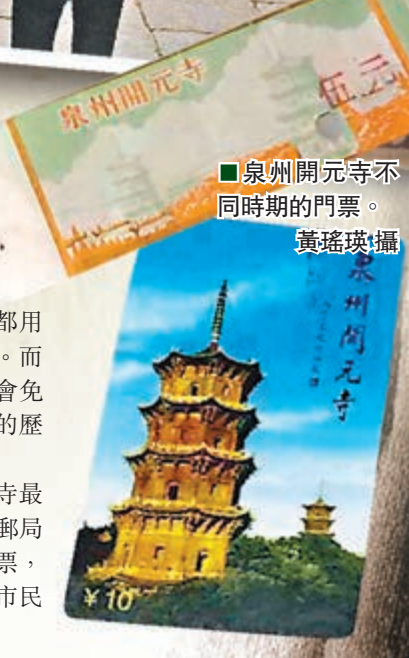 泉州開元寺
伍元
■泉州開元寺不
同時期的門票。
黃瑤瑛 攝
泉州開元寺
¥10
都用
。而
會免
的歷
寺最
郵局
票，
市民